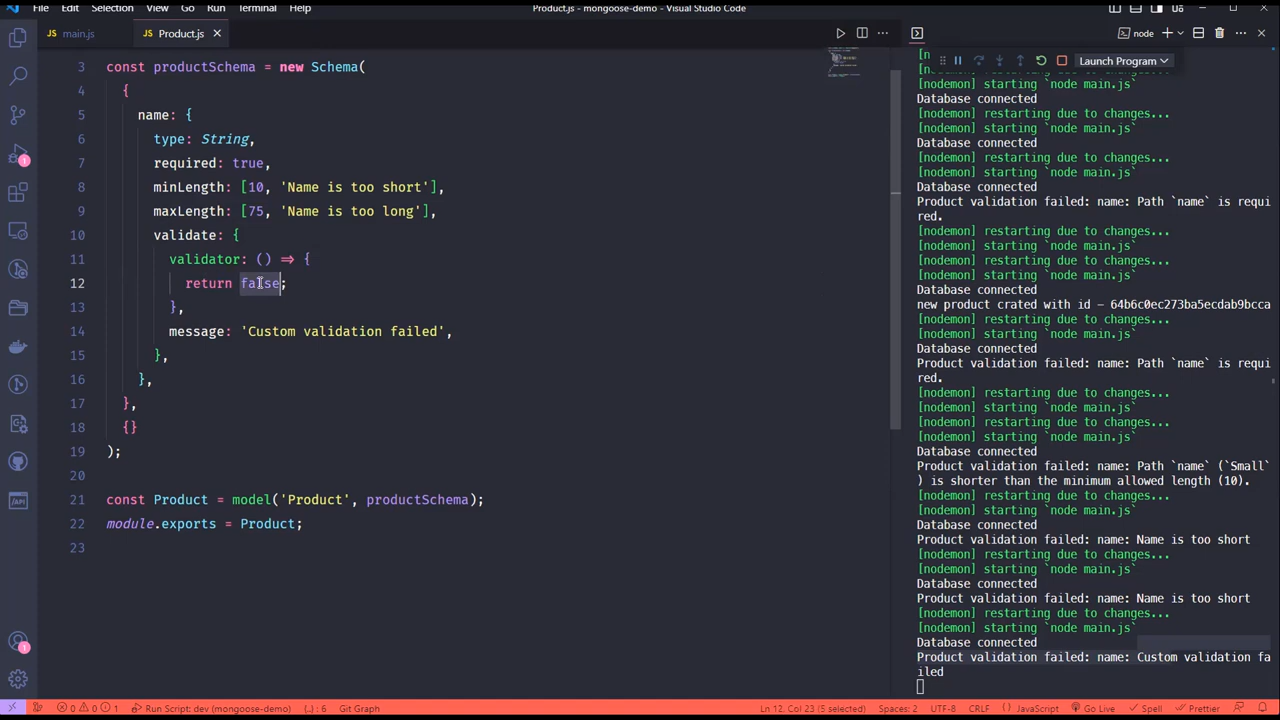 File Edit Selection View Go Run Terminal Help Product.js - mongoose-demo - Visual Studio Code
main.js Product.js node
Launch Program
3 const productSchema = new Schema(
4 {
5 name: {
6 type: String,
7 required: true,
8 minLength: [10, 'Name is too short'],
9 maxLength: [75, 'Name is too long'],
10 validate: {
11 validator: () => {
12 return false;
13 },
14 message: 'Custom validation failed',
15 },
16 },
17 },
18 {}
19 );
20
21 const Product = model('Product', productSchema);
22 module.exports = Product;
23
[nodemon] starting `node main.js`
Database connected
[nodemon] restarting due to changes...
[nodemon] starting `node main.js`
Database connected
[nodemon] restarting due to changes...
[nodemon] starting `node main.js`
Database connected
Product validation failed: name: Path `name` is requi
red.
[nodemon] restarting due to changes...
[nodemon] starting `node main.js`
[nodemon] restarting due to changes...
[nodemon] starting `node main.js`
Database connected
new product crated with id — 64b6c0ec273ba5ecdab9bcca
[nodemon] restarting due to changes...
[nodemon] starting `node main.js`
Database connected
Product validation failed: name: Path `name` is requi
red.
[nodemon] restarting due to changes...
[nodemon] starting `node main.js`
[nodemon] restarting due to changes...
[nodemon] starting `node main.js`
Database connected
Product validation failed: name: Path `name` (`Small`
) is shorter than the minimum allowed length (10).
[nodemon] restarting due to changes...
[nodemon] starting `node main.js`
Database connected
Product validation failed: name: Name is too short
[nodemon] restarting due to changes...
[nodemon] starting `node main.js`
Database connected
Product validation failed: name: Name is too short
[nodemon] restarting due to changes...
[nodemon] starting `node main.js`
Database connected
Product validation failed: name: Custom validation fa
iled
0 0 1 Run Script: dev (mongoose-demo) {..} : 6 Git Graph Ln 12, Col 23 (5 selected) Spaces: 2 UTF-8 CRLF JavaScript Go Live Spell Prettier